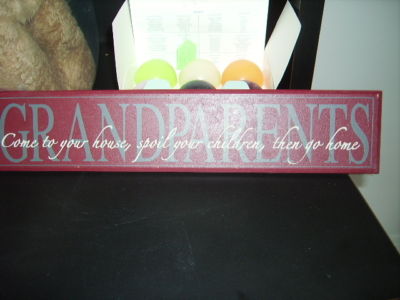 GRANDPARENTS
Come to your house, spoil your children, then go home